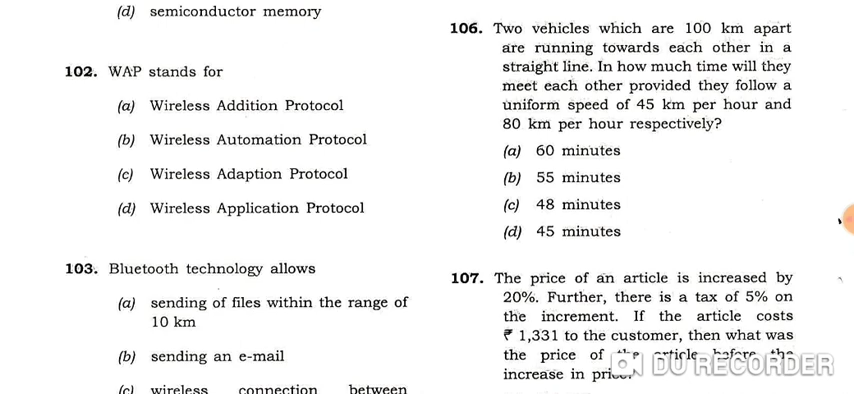 (d) semiconductor memory
102. WAP stands for
(a) Wireless Addition Protocol
(b) Wireless Automation Protocol
(c) Wireless Adaption Protocol
(d) Wireless Application Protocol
103. Bluetooth technology allows
(a) sending of files within the range of
10 km
(b) sending an e-mail
(c) wireless connection between
106. Two vehicles which are 100 km apart
are running towards each other in a
straight line. In how much time will they
meet each other provided they follow a
uniform speed of 45 km per hour and
80 km per hour respectively?
(a) 60 minutes
(b) 55 minutes
(c) 48 minutes
(d) 45 minutes
107. The price of an article is increased by
20%. Further, there is a tax of 5% on
the increment. If the article costs
₹ 1,331 to the customer, then what was
the price of the article before the
increase in price?
DU RECORDER